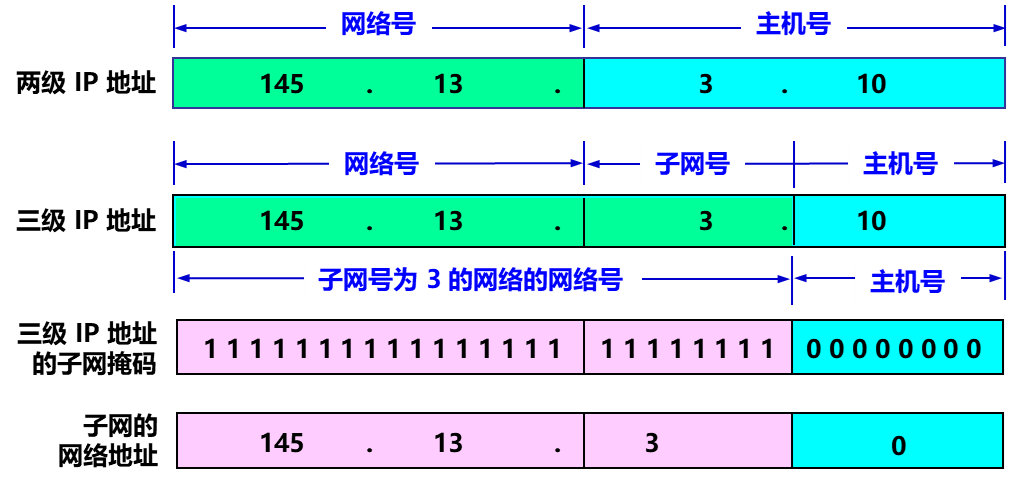 网络号 主机号
两级 IP 地址 145 . 13 . 3 . 10
网络号 子网号 主机号
三级 IP 地址 145 . 13 . 3 . 10
子网号为 3 的网络的网络号 主机号
三级 IP 地址
的子网掩码
1 1 1 1 1 1 1 1 1 1 1 1 1 1 1 1 1 1 1 1 1 1 1 1 0 0 0 0 0 0 0 0
子网的
网络地址
145 . 13 . 3 0